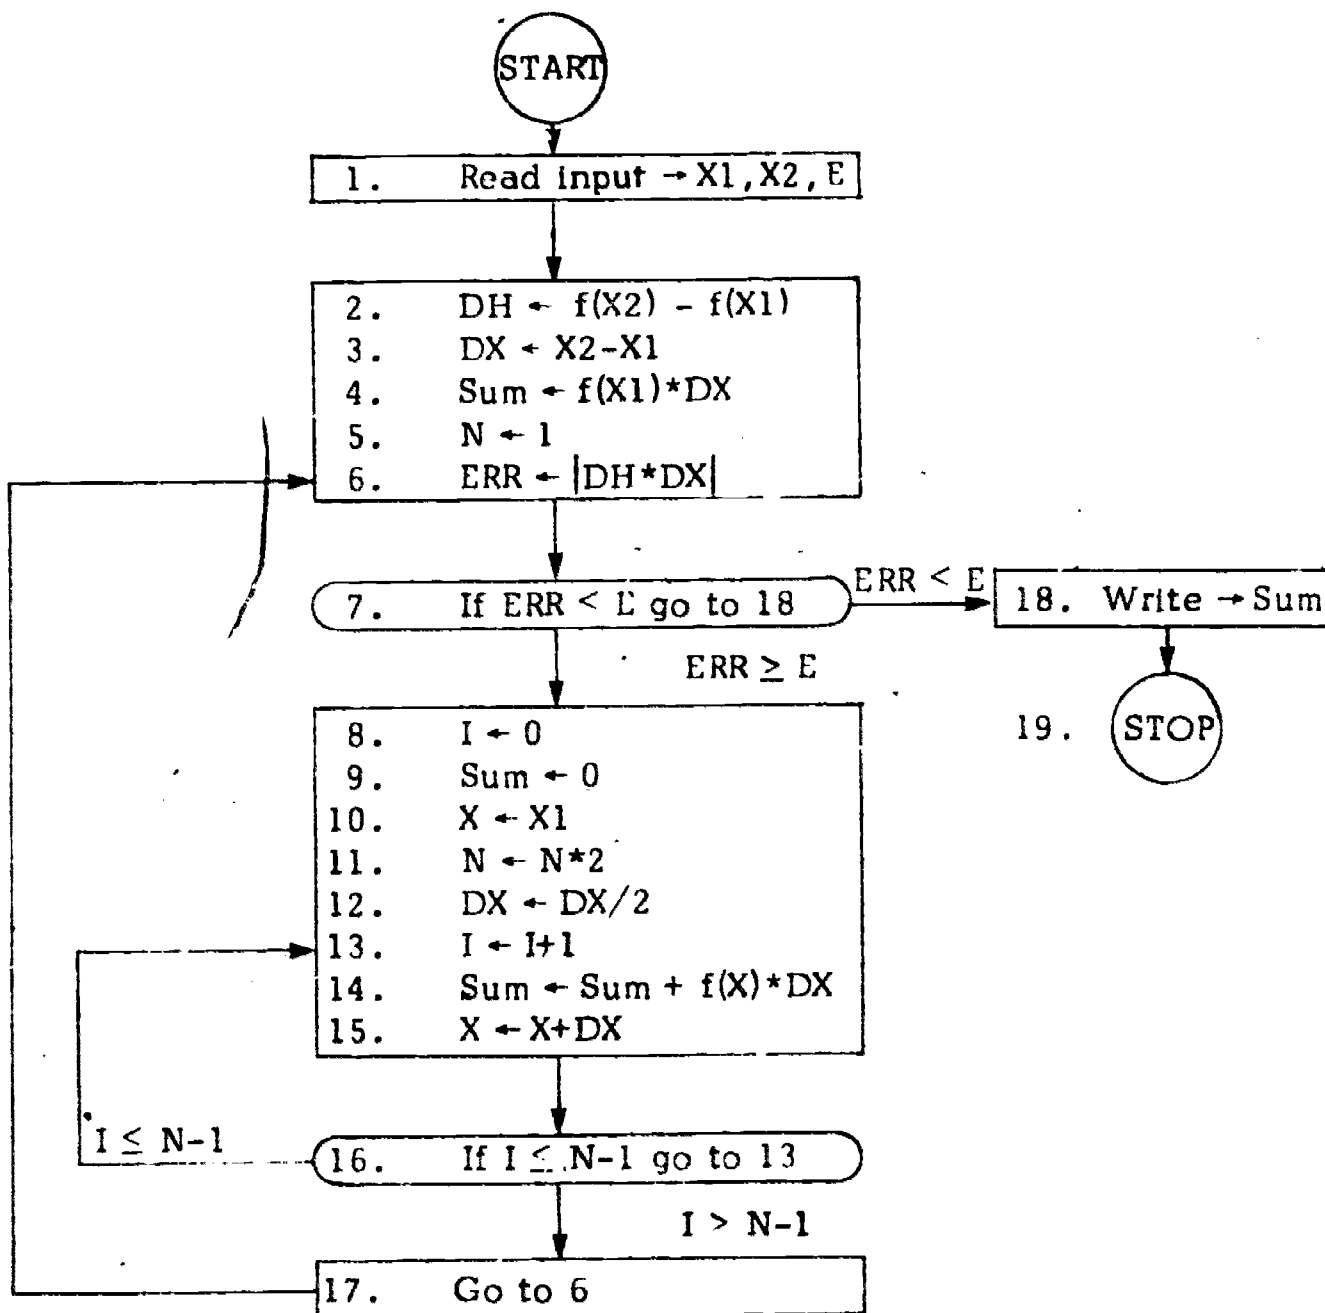 START
1. Read input → X1, X2, E
2. DH ← f(X2) - f(X1)
3. DX ← X2-X1
4. Sum ← f(X1)*DX
5. N ← 1
6. ERR ← |DH*DX|
7. If ERR < E go to 18
ERR < E
18. Write → Sum
ERR ≥ E
19. STOP
8. I ← 0
9. Sum ← 0
10. X ← X1
11. N ← N*2
12. DX ← DX/2
13. I ← I+1
14. Sum ← Sum + f(X)*DX
15. X ← X+DX
I ≤ N-1
16. If I ≤ N-1 go to 13
I > N-1
17. Go to 6